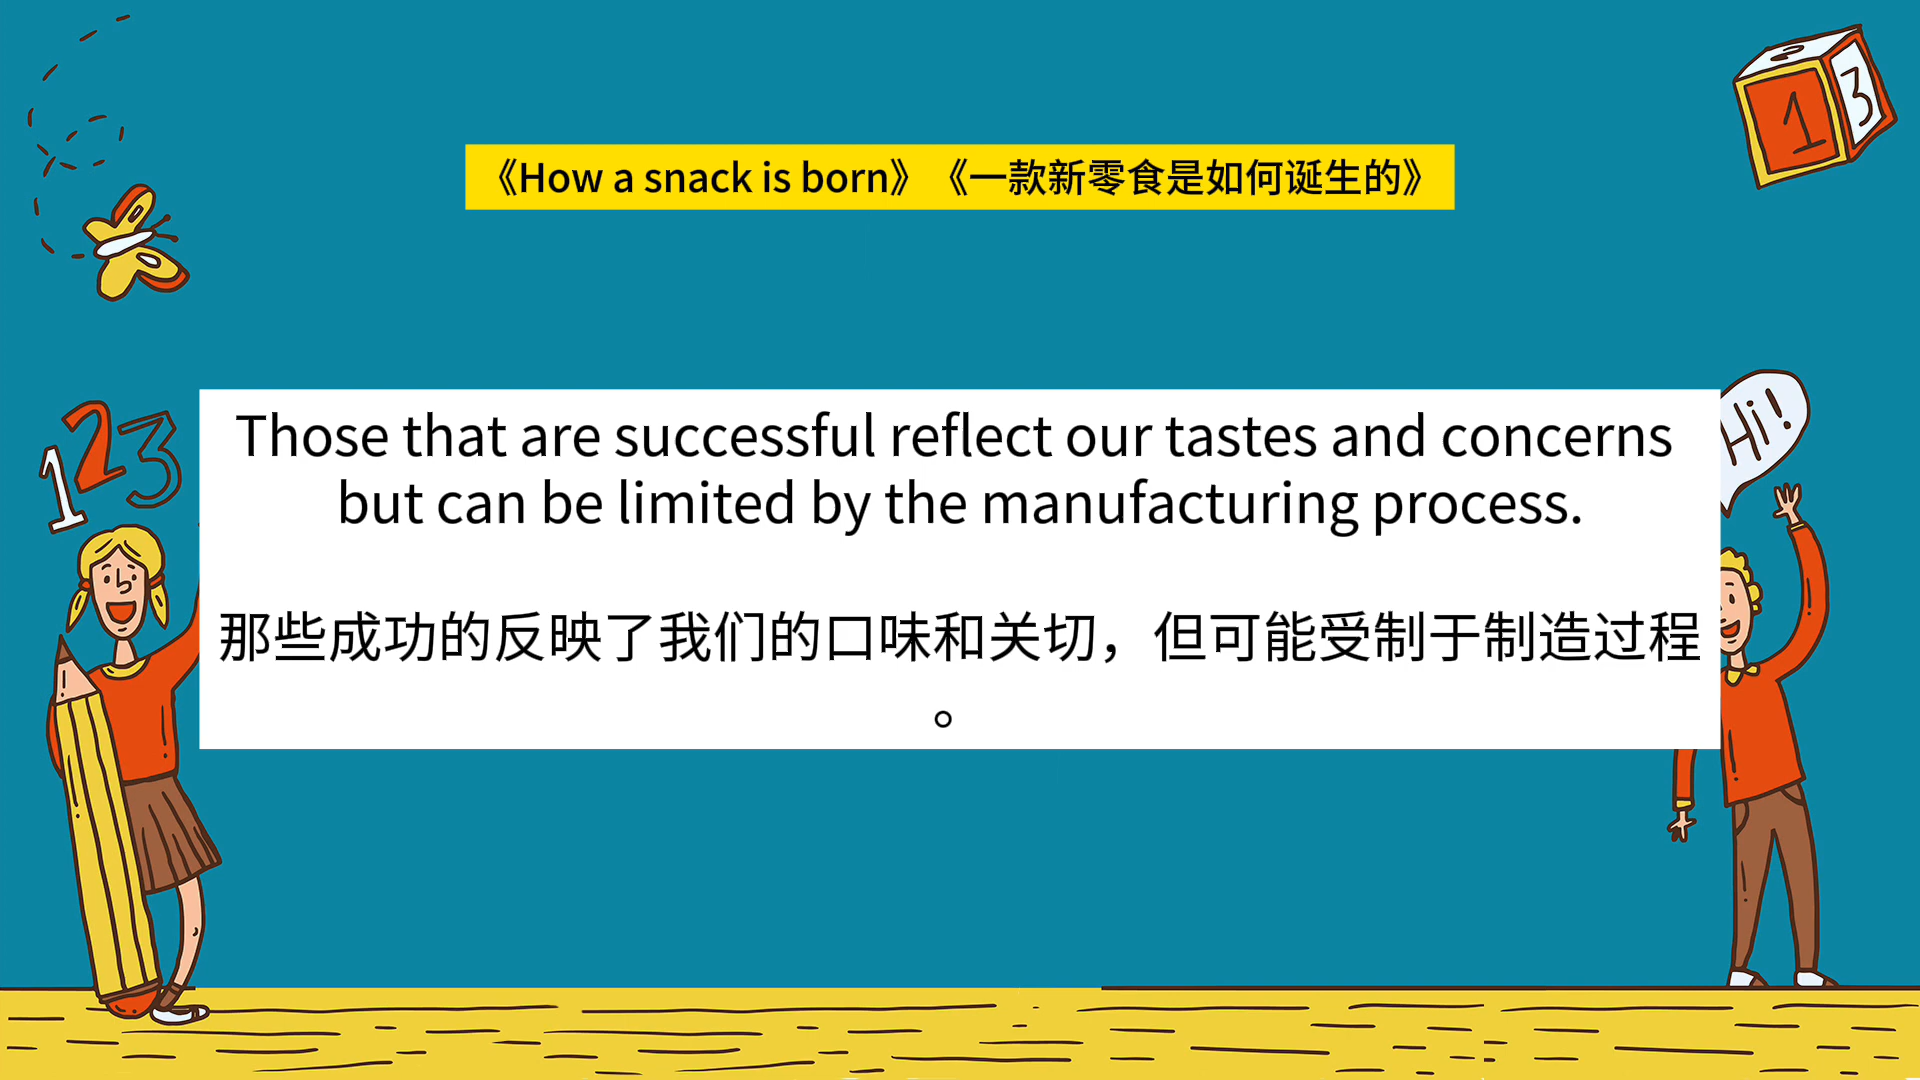 《How a snack is born》《一款新零食是如何诞生的》
1 3
Those that are successful reflect our tastes and concerns
but can be limited by the manufacturing process.
那些成功的反映了我们的口味和关切，但可能受制于制造过程
。
123
Hi!